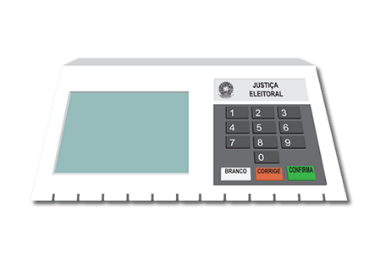 JUSTIÇA
ELEITORAL
1 2 3
4 5 6
7 8 9
0
BRANCO CORRIGE CONFIRMA